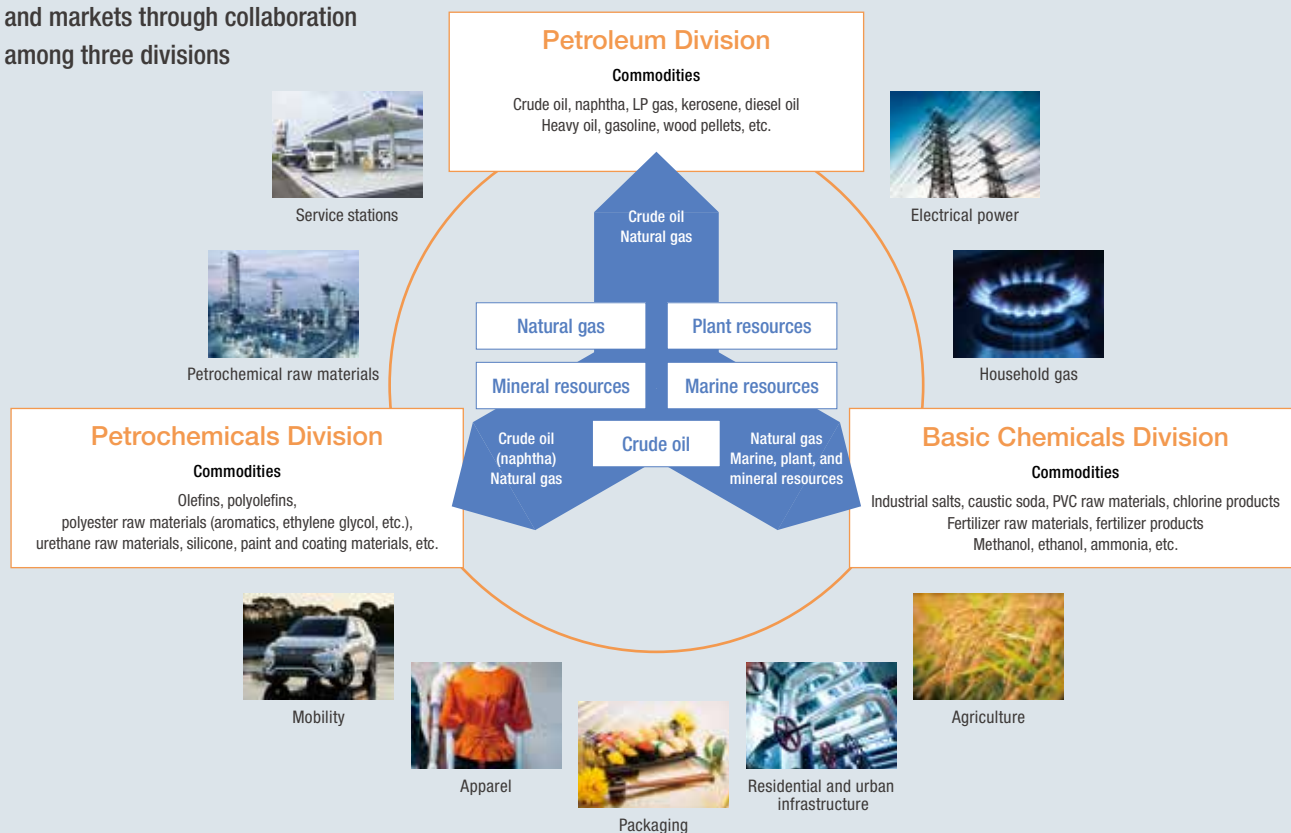 and markets through collaboration
among three divisions
Petroleum Division
Commodities
Crude oil, naphtha, LP gas, kerosene, diesel oil
Heavy oil, gasoline, wood pellets, etc.
Service stations
Electrical power
Crude oil
Natural gas
Petrochemical raw materials
Household gas
Natural gas
Plant resources
Mineral resources
Marine resources
Crude oil
Crude oil
(naphtha)
Natural gas
Natural gas
Marine, plant, and
mineral resources
Petrochemicals Division
Commodities
Olefins, polyolefins,
polyester raw materials (aromatics, ethylene glycol, etc.),
urethane raw materials, silicone, paint and coating materials, etc.
Basic Chemicals Division
Commodities
Industrial salts, caustic soda, PVC raw materials, chlorine products
Fertilizer raw materials, fertilizer products
Methanol, ethanol, ammonia, etc.
Mobility
Apparel
Packaging
Residential and urban
infrastructure
Agriculture